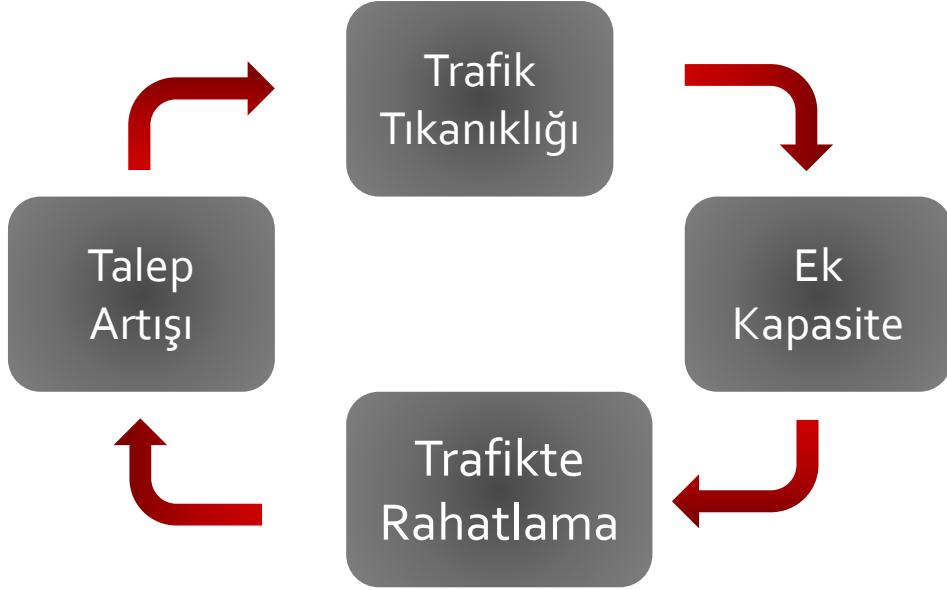 Trafik
Tıkanıklığı
Ek
Kapasite
Trafikte
Rahatlama
Talep
Artışı